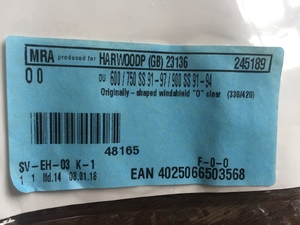 MRA produced for HARWOODP (GB) 23136 245189
0 0 DU 600/750 SS 91-97/900 SS 91-94
Originally-shaped windshield "O" clear (330/420)
48165
SV-EH-03 K-1 F-0-0
1 1 lfd.14 08.01.18 EAN 4025066503568